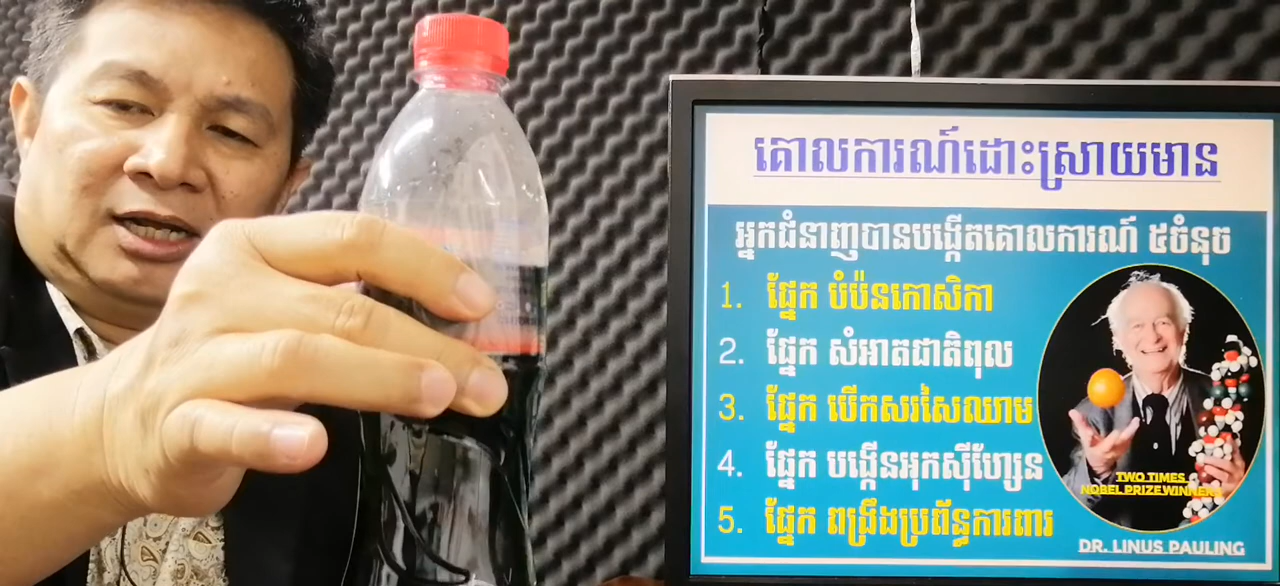 គោលការណ៍ដោះស្រាយមាន
អ្នកជំនាញបានបង្កើតគោលការណ៍ ៥ចំនុច
1. ផ្នែក បំប៉នកោសិកា
2. ផ្នែក សំអាតជាតិពុល
3. ផ្នែក បើកសរសៃឈាម
4. ផ្នែក បង្កើនអុកស៊ីហ្សែន
5. ផ្នែក ពង្រឹងប្រព័ន្ធការពារ
TWO TIMES
NOBEL PRIZE WINNERS
DR. LINUS PAULING